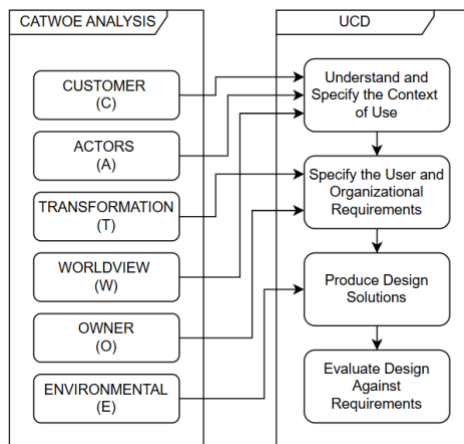 CATWOE ANALYSIS
CUSTOMER
(C)
ACTORS
(A)
TRANSFORMATION
(T)
WORLDVIEW
(W)
OWNER
(O)
ENVIRONMENTAL
(E)
UCD
Understand and
Specify the Context
of Use
Specify the User and
Organizational
Requirements
Produce Design
Solutions
Evaluate Design
Against
Requirements